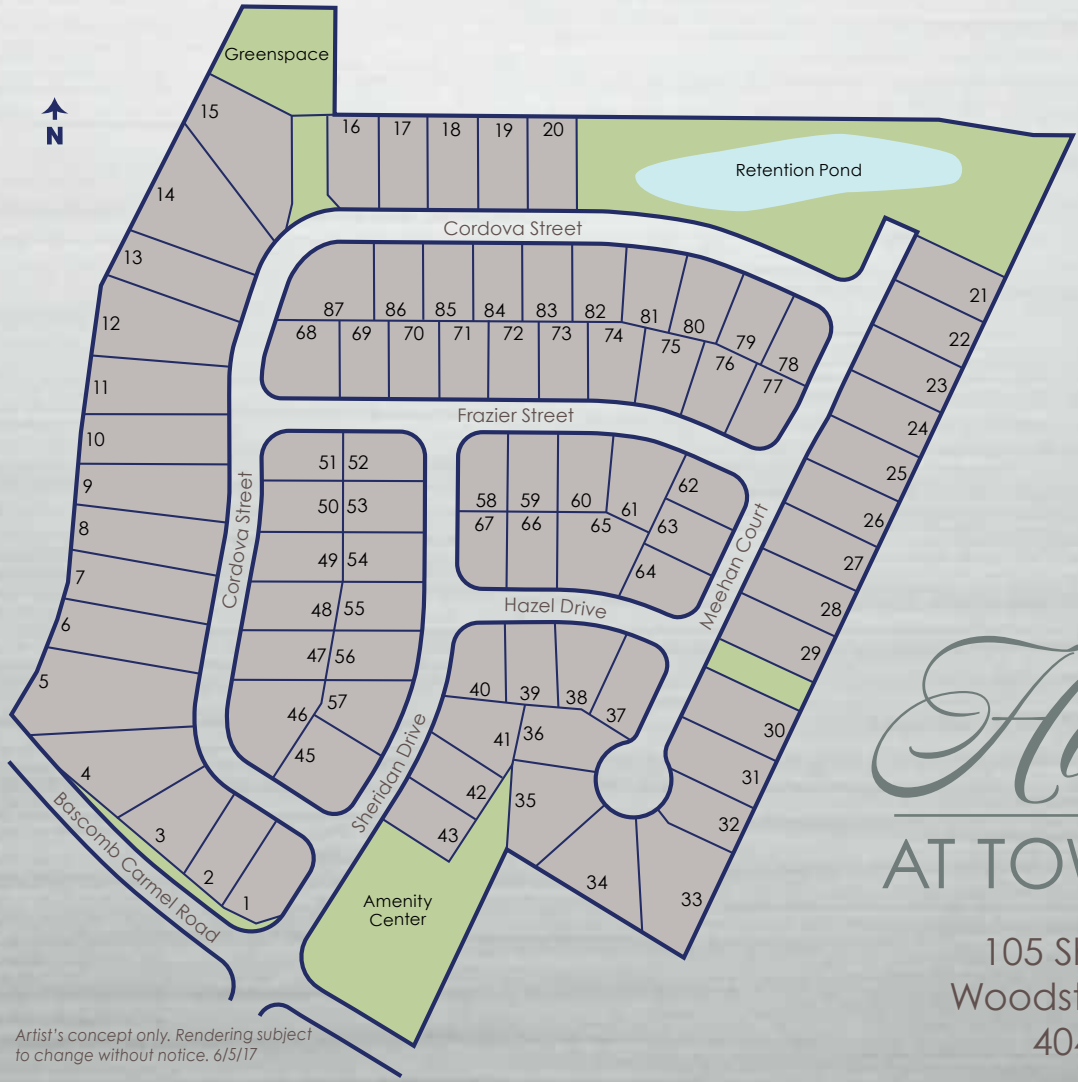 Greenspace
15
N
16 17 18 19 20
Retention Pond
14
Cordova Street
13
21
12
87 86 85 84 83 82 81 80 79 78
68 69 70 71 72 73 74 75 76 77
22
11
23
Frazier Street
24
10
51 52
62
25
9
50 53
58 59 60 61
67 66 65 63
26
8
Cordova Street
49 54
Meehan Court
27
7
64
48 55
Hazel Drive
28
6
47 56
29
5
40 39 38 37
46 57
30
45
Sheridan Drive
41 36
4
31
42 35
32
3
43
Bascomb Carmel Road
2
34
1
33
Amenity
Center
AT
105
Artist's concept only. Rendering subject
to change without notice. 6/5/17